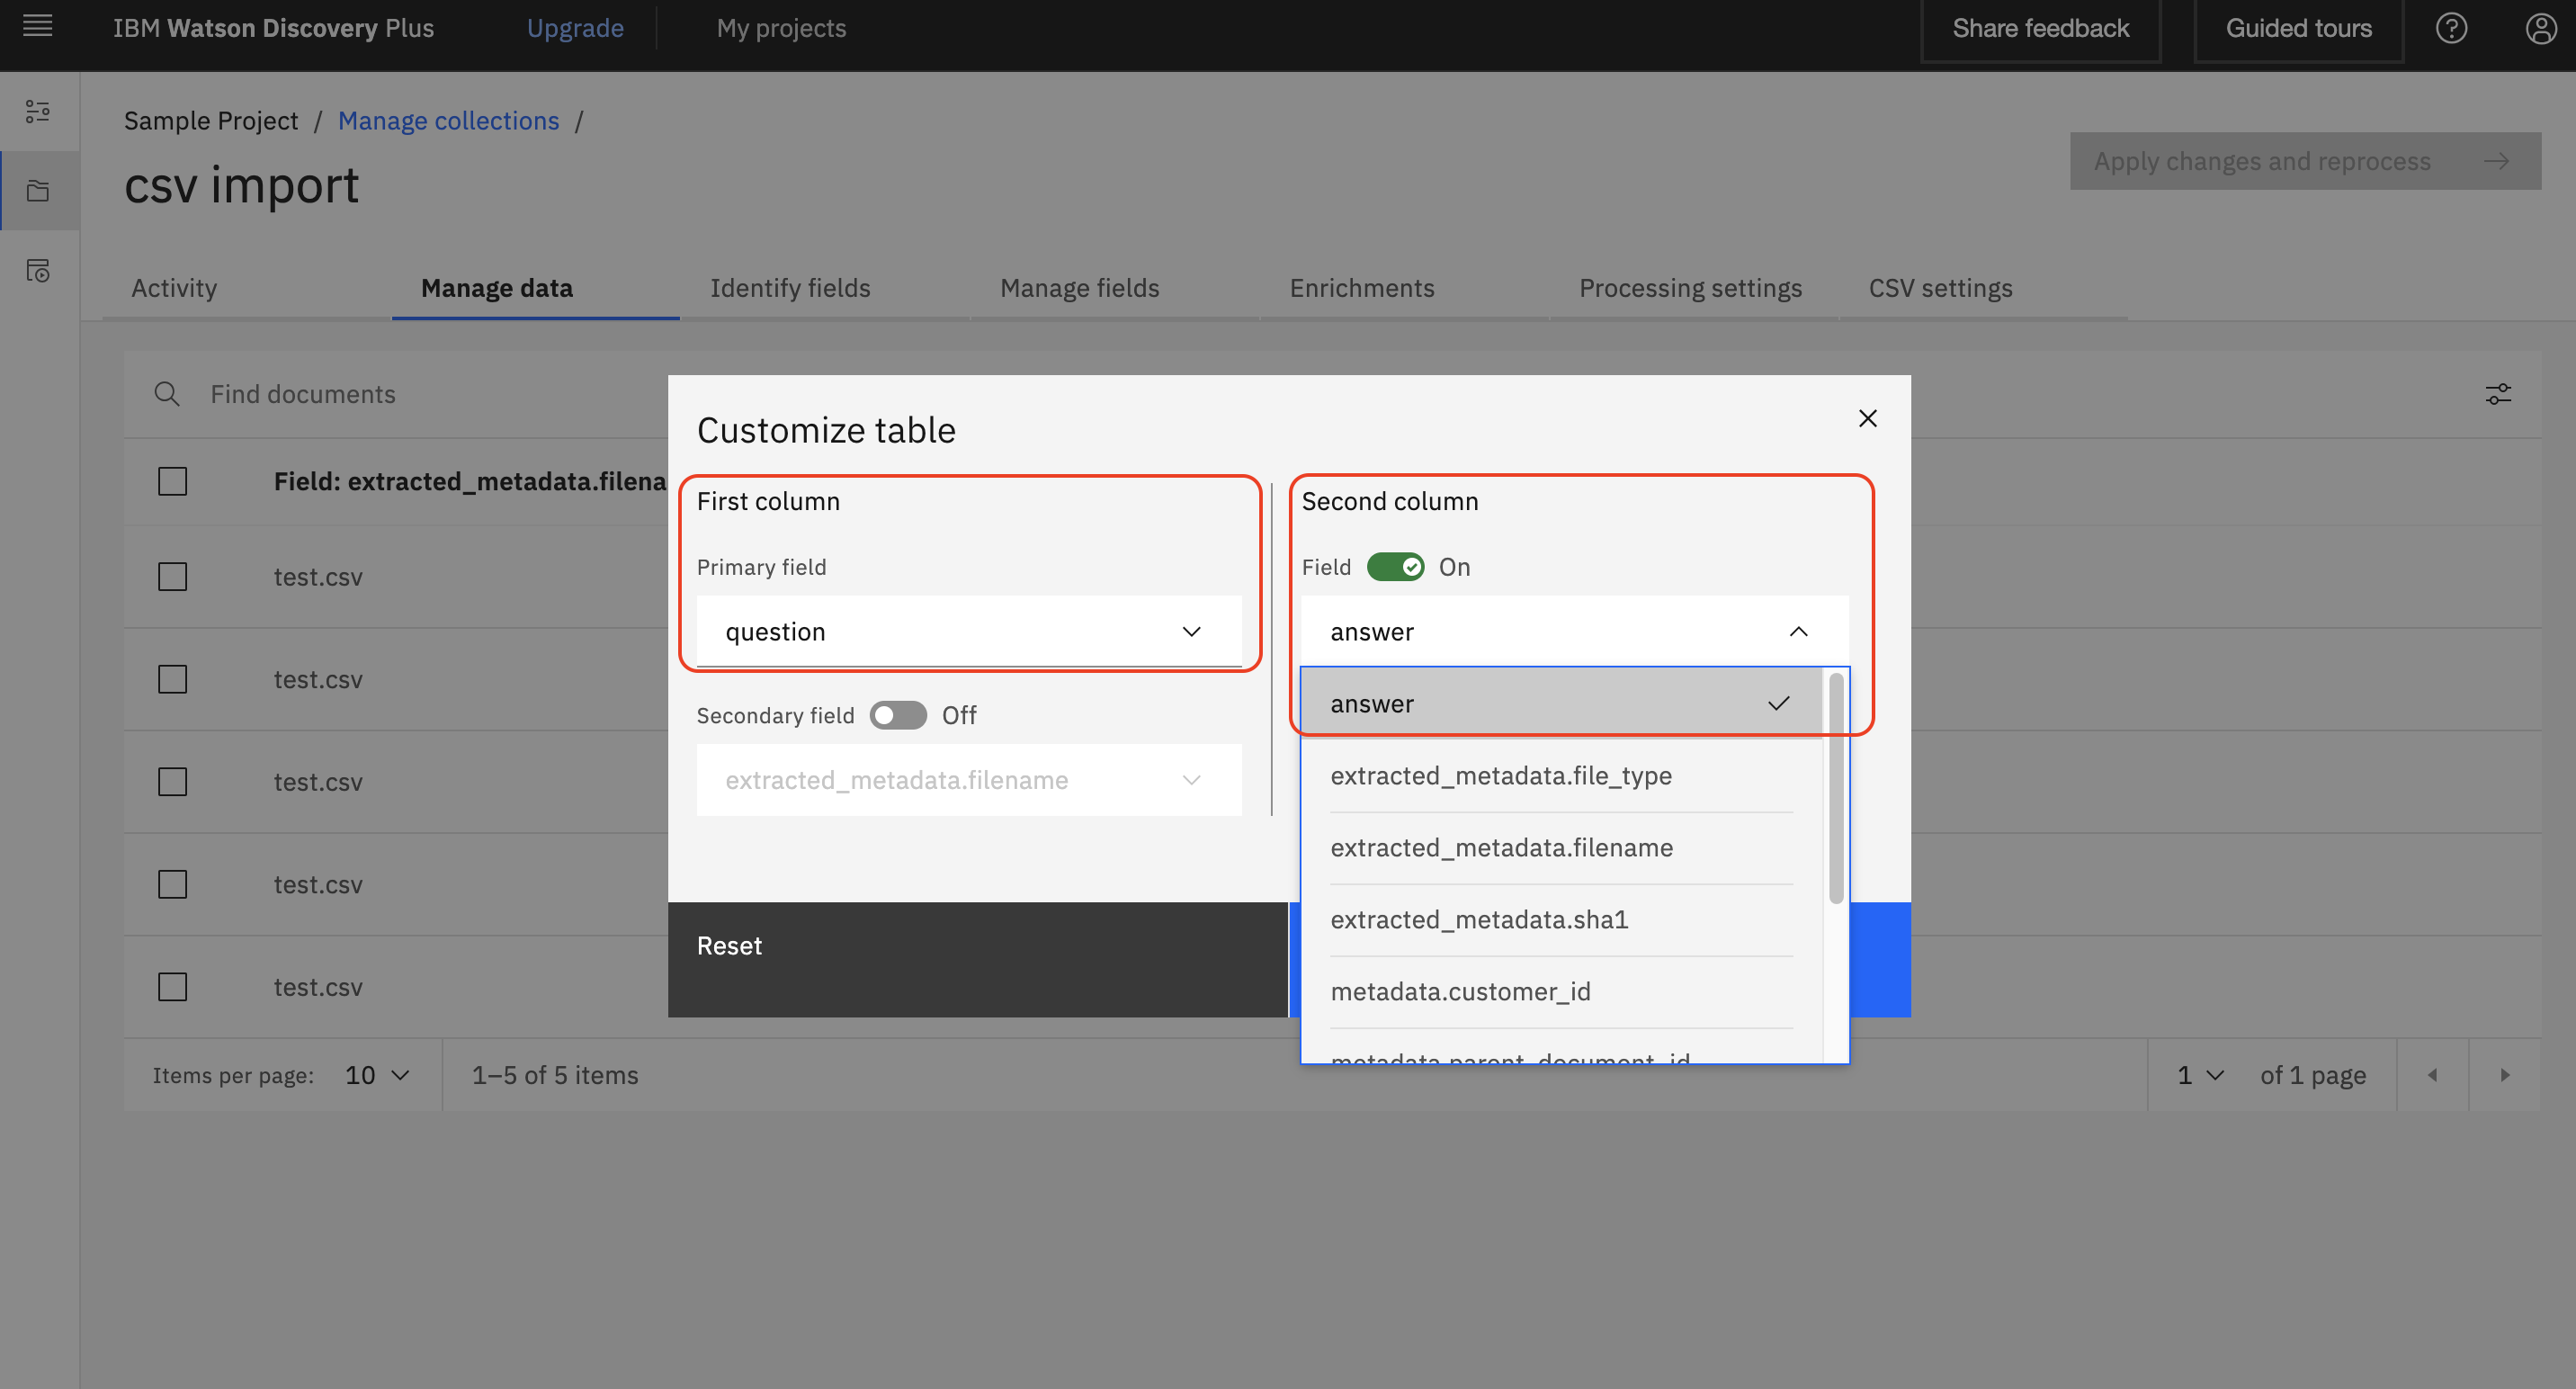 IBM Watson Discovery Plus
Upgrade
My projects
Share feedback
Guided tours
Sample Project / Manage collections /
csv import
Apply changes and reprocess
Activity
Manage data
Identify fields
Manage fields
Enrichments
Processing settings
CSV settings
Find documents
Field: extracted_metadata.filena
test.csv
test.csv
test.csv
test.csv
test.csv
Customize table
First column
Primary field
question
Secondary field
Off
extracted_metadata.filename
Second column
Field
On
answer
answer
extracted_metadata.file_type
extracted_metadata.filename
extracted_metadata.sha1
metadata.customer_id
metadata.parent_document_id
Reset
Items per page: 10
1–5 of 5 items
1
of 1 page